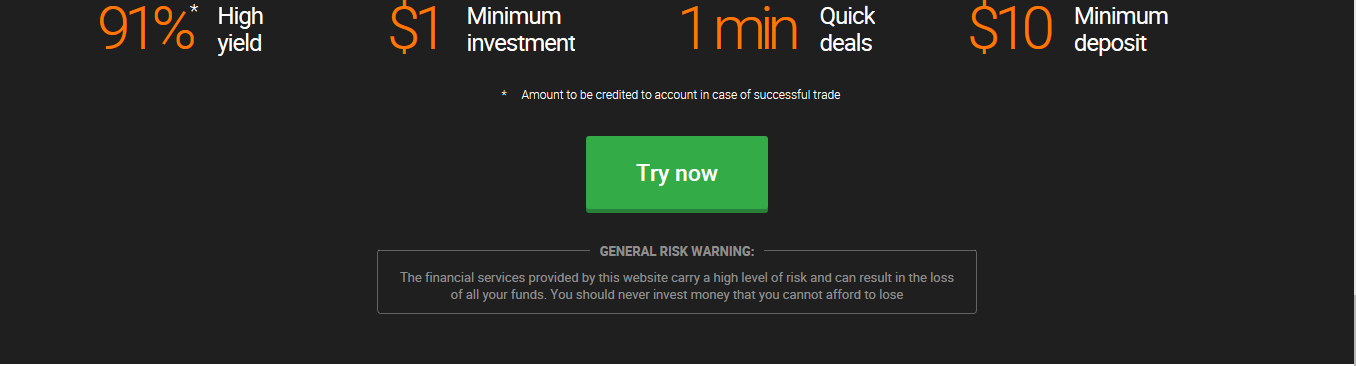 91%* High yield
$1 Minimum investment
1 min Quick deals
$10 Minimum deposit
* Amount to be credited to account in case of successful trade
Try now
GENERAL RISK WARNING:
The financial services provided by this website carry a high level of risk and can result in the loss
of all your funds. You should never invest money that you cannot afford to lose